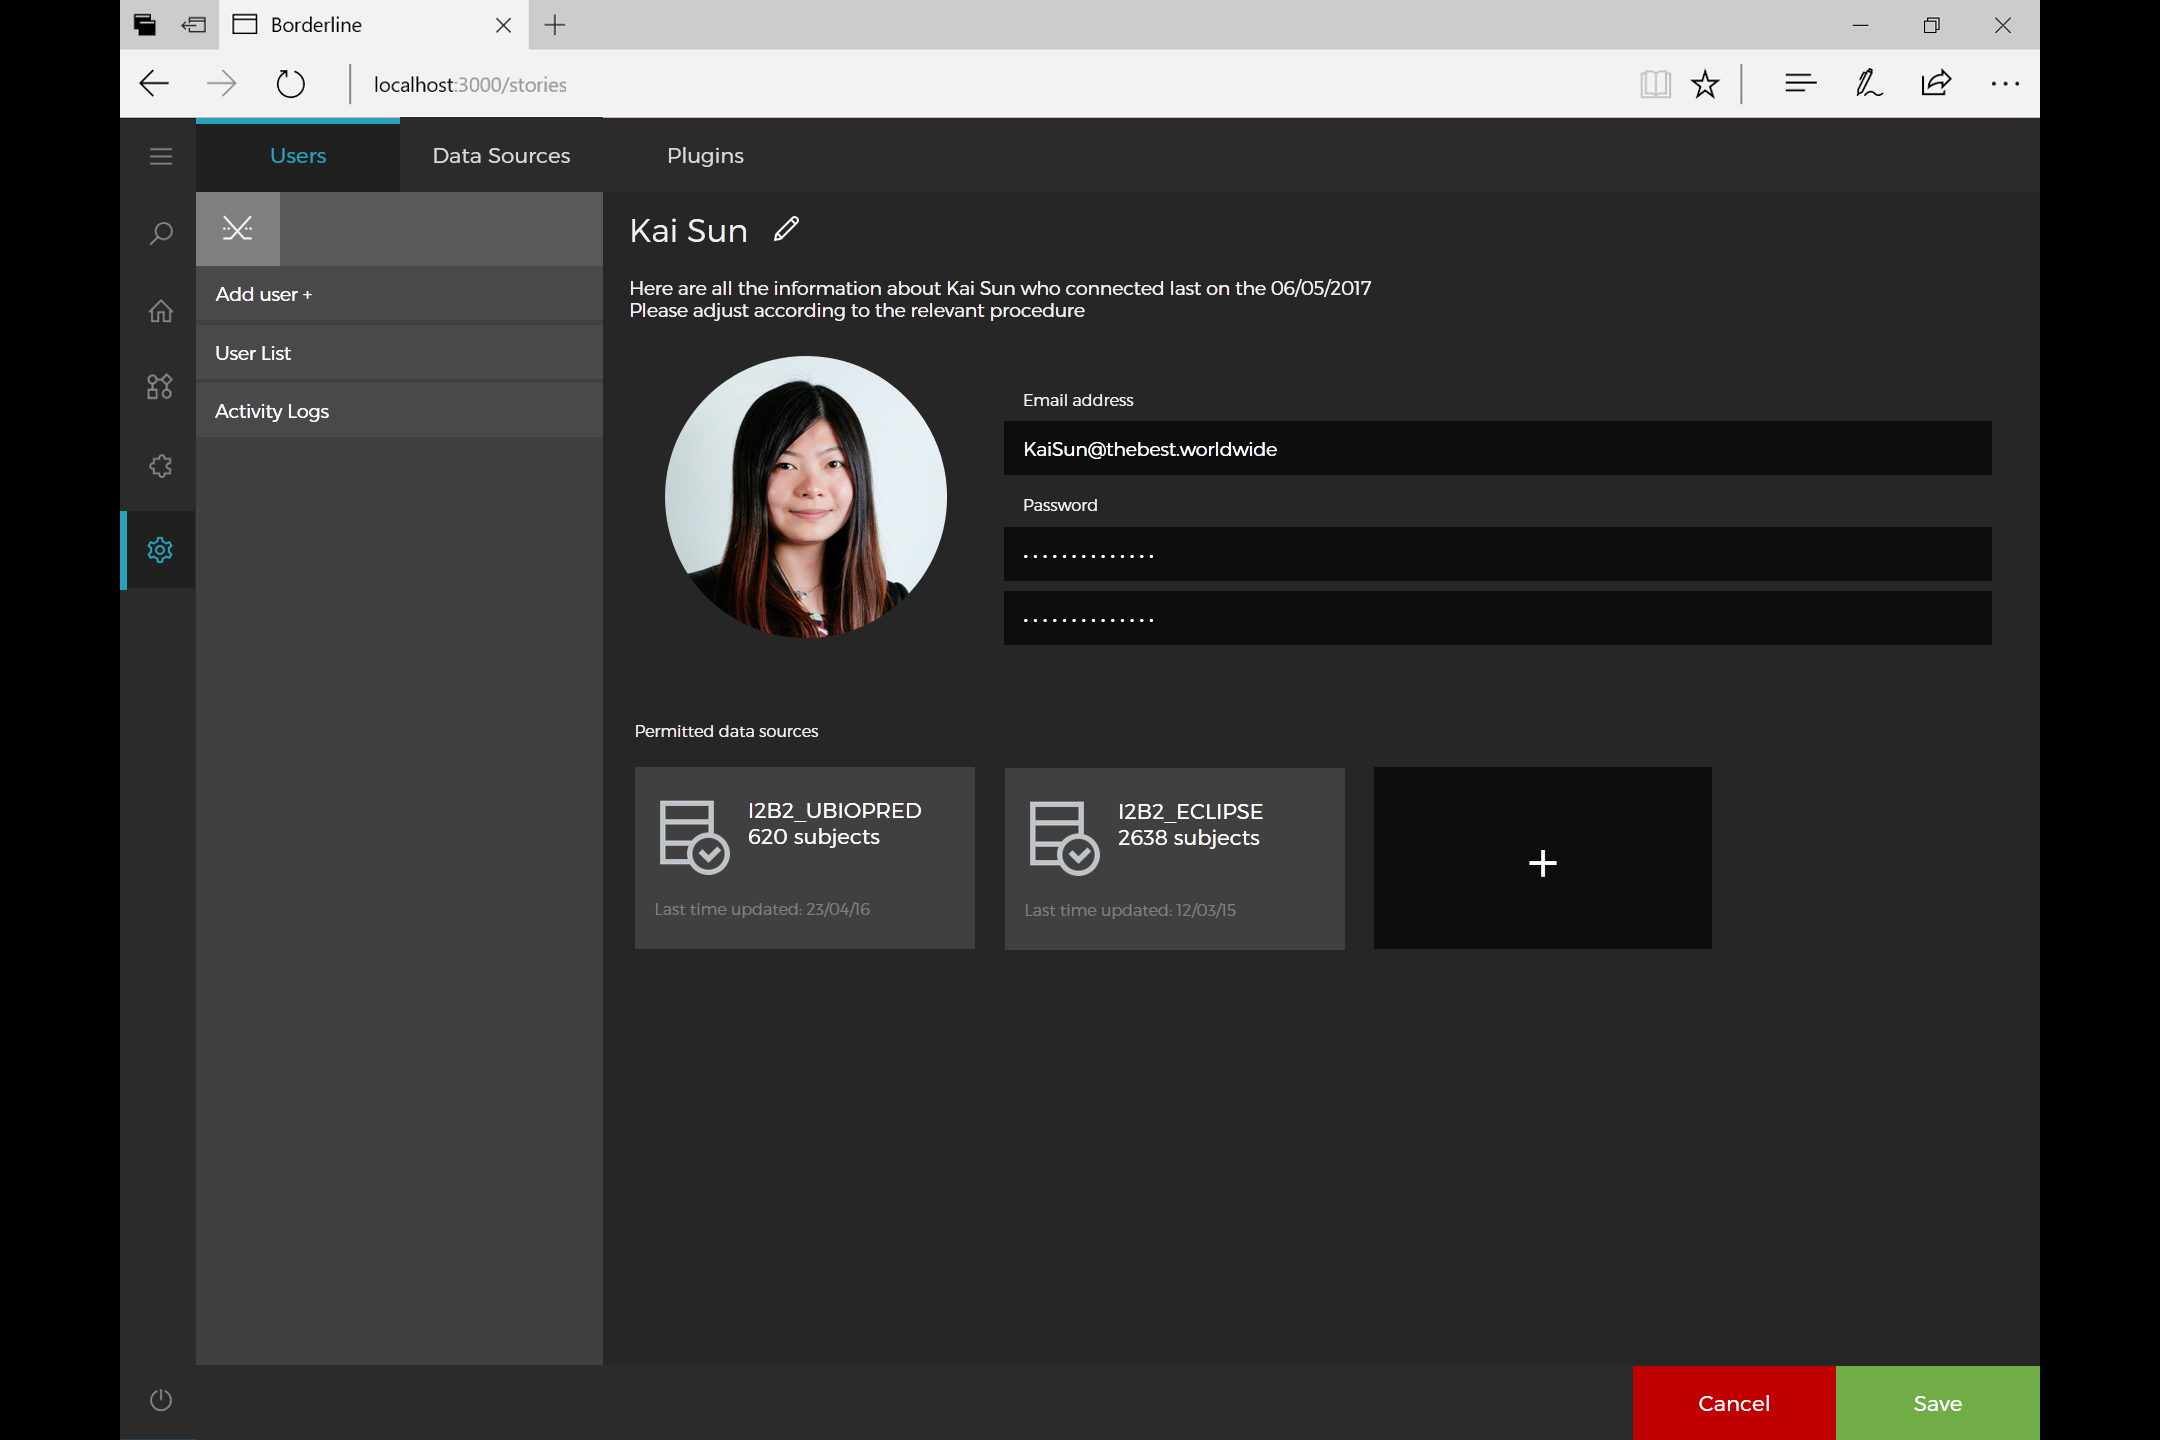 Borderline
localhost:3000/stories
Users
Data Sources
Plugins
Add user +
User List
Activity Logs
Kai Sun
Here are all the information about Kai Sun who connected last on the 06/05/2017
Please adjust according to the relevant procedure
Email address
KaiSun@thebest.worldwide
Password
..............
..............
Permitted data sources
I2B2_UBIOPRED
620 subjects
Last time updated: 23/04/16
I2B2_ECLIPSE
2638 subjects
Last time updated: 12/03/15
+
Cancel
Save